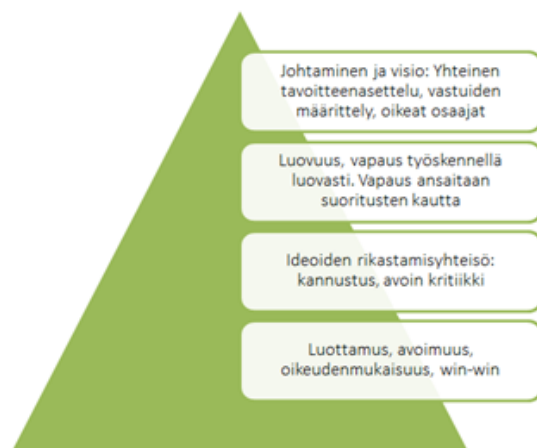 Johtaminen ja visio: Yhteinen
tavoitteenasettelu, vastuiden
määrittely, oikeat osaajat
Luovuus, vapaus työskennellä
luovasti. Vapaus ansaitaan
suoritusten kautta
Ideoiden rikastamisyhteisö:
kannustus, avoin kritiikki
Luottamus, avoimuus,
oikeudenmukaisuus, win-win